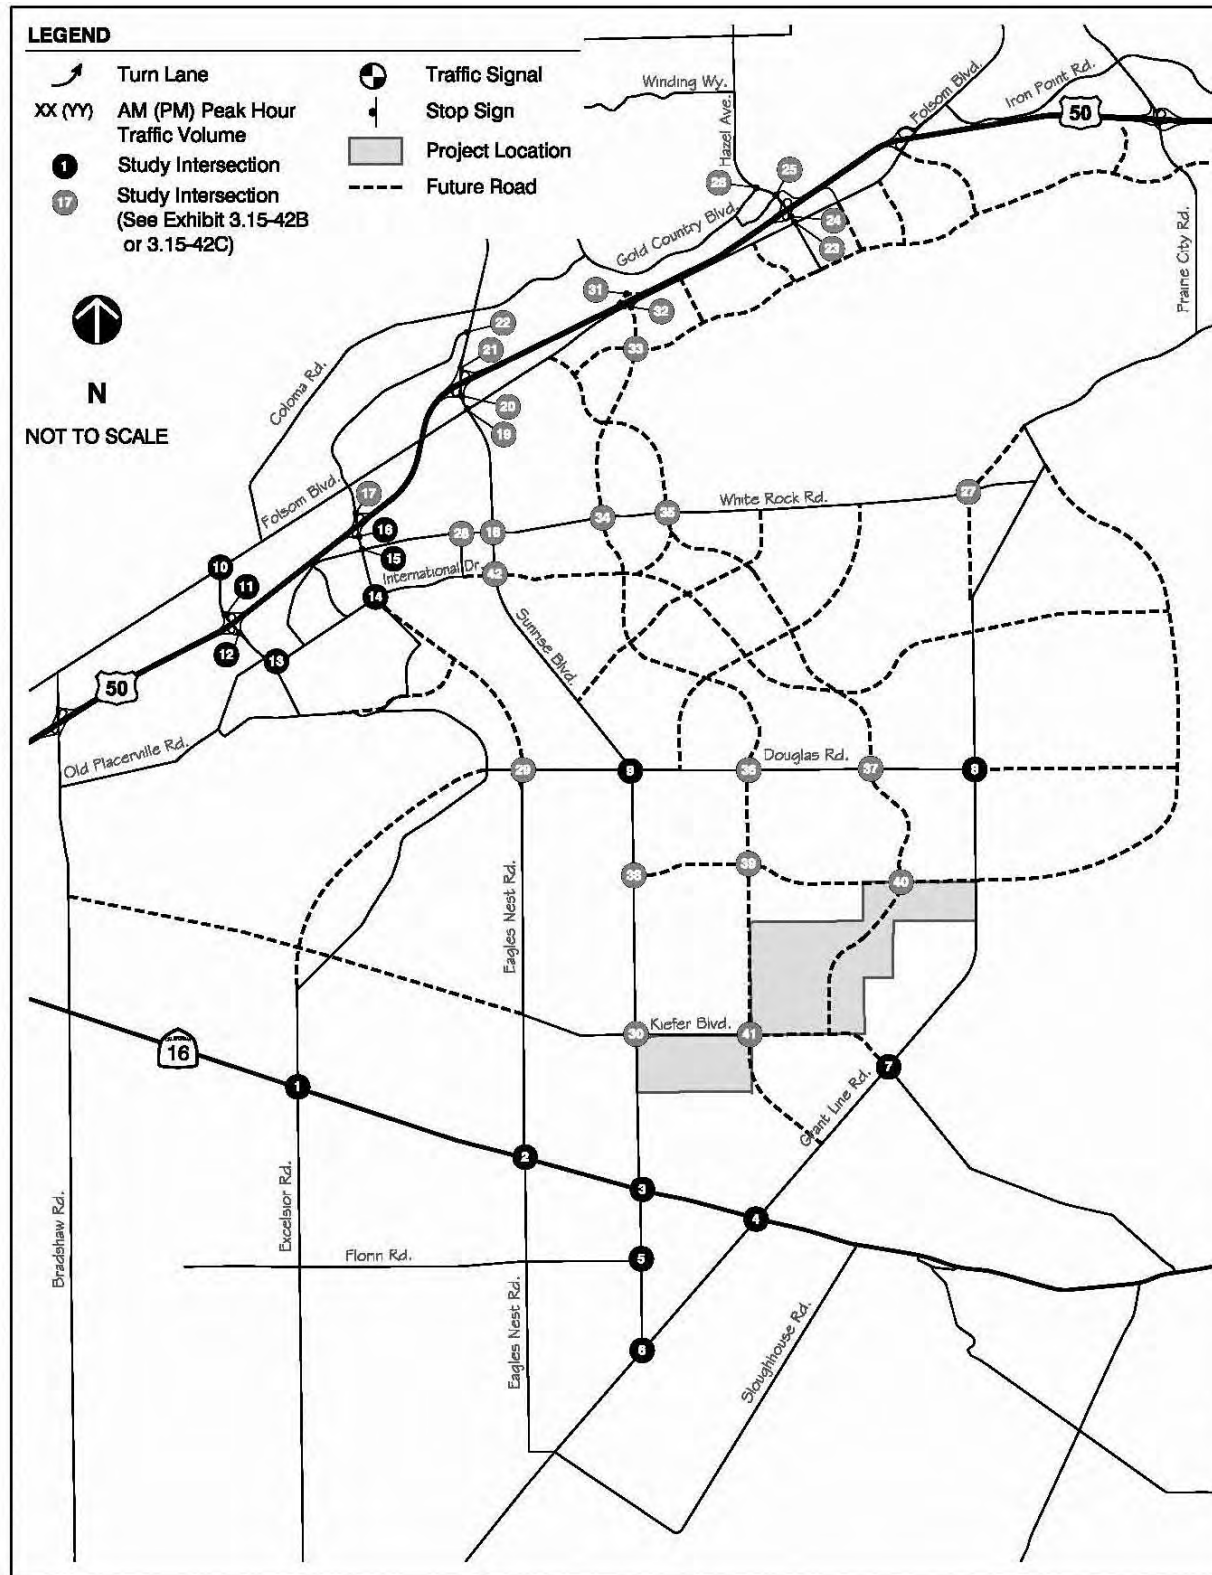 LEGEND
Turn Lane
XX (YY) AM (PM) Peak Hour
Traffic Volume
1 Study Intersection
17 Study Intersection
(See Exhibit 3.15-42B
or 3.15-42C)
Traffic Signal
Stop Sign
Project Location
Future Road
N
NOT TO SCALE
Winding Wy.
Hazel Ave.
Folsom Blvd.
Iron Point Rd.
50
Prairie City Rd.
26
25
24
23
Gold Country Blvd.
31
32
33
22
21
20
19
Coloma Rd.
Folsom Blvd.
17
16
15
28
18
34
35
White Rock Rd.
27
10
11
12
13
14
International Dr.
42
Sunrise Blvd.
50
Old Placerville Rd.
29
9
36
Douglas Rd.
37
8
38
39
40
Eagles Nest Rd.
30
Kiefer Blvd.
41
CALIFORNIA
16
1
7
Grant Line Rd.
2
3
4
Bradshaw Rd.
Excelsior Rd.
Florin Rd.
5
Eagles Nest Rd.
6
Sloughhouse Rd.